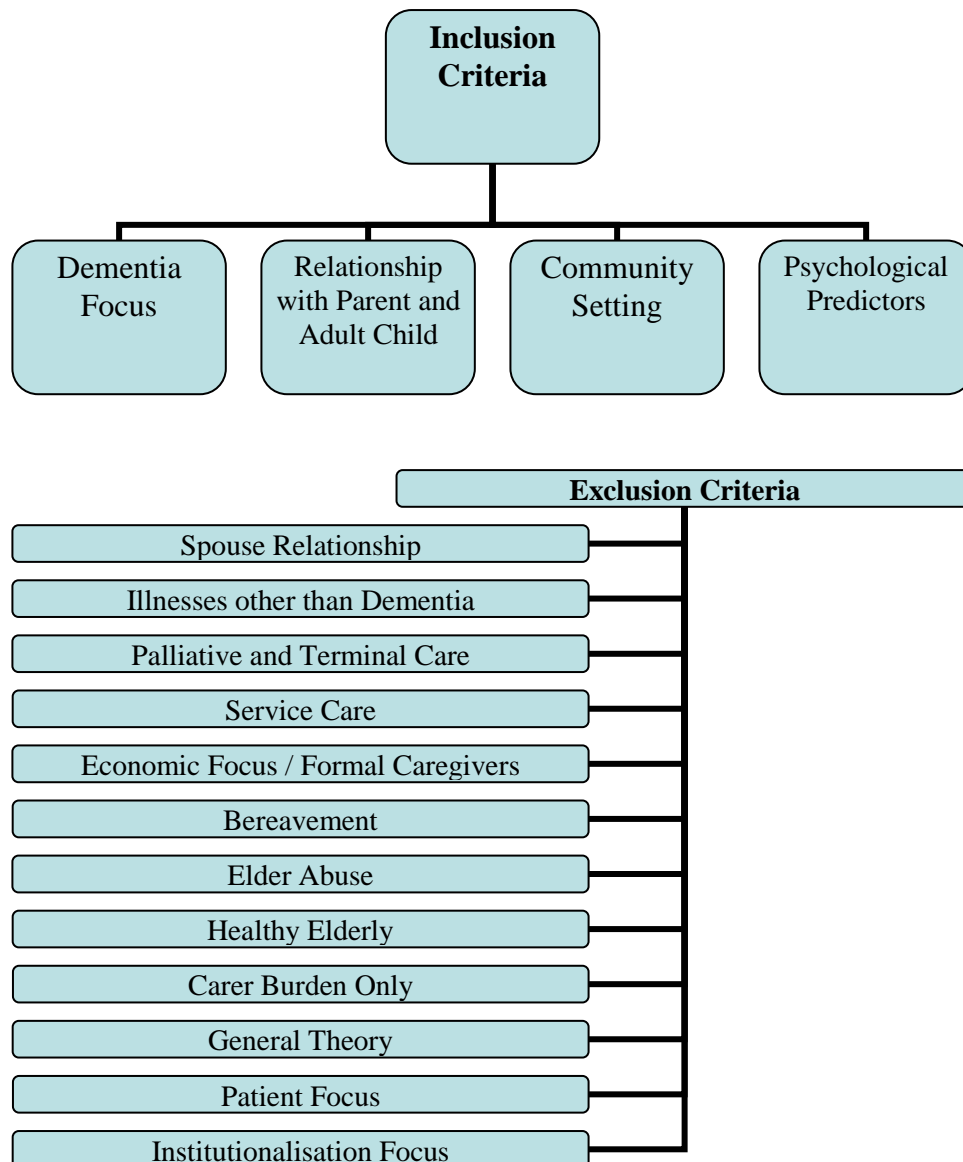 Inclusion
Criteria
Dementia
Focus
Relationship
with Parent and
Adult Child
Community
Setting
Psychological
Predictors
Exclusion Criteria
Spouse Relationship
Illnesses other than Dementia
Palliative and Terminal Care
Service Care
Economic Focus / Formal Caregivers
Bereavement
Elder Abuse
Healthy Elderly
Carer Burden Only
General Theory
Patient Focus
Institutionalisation Focus